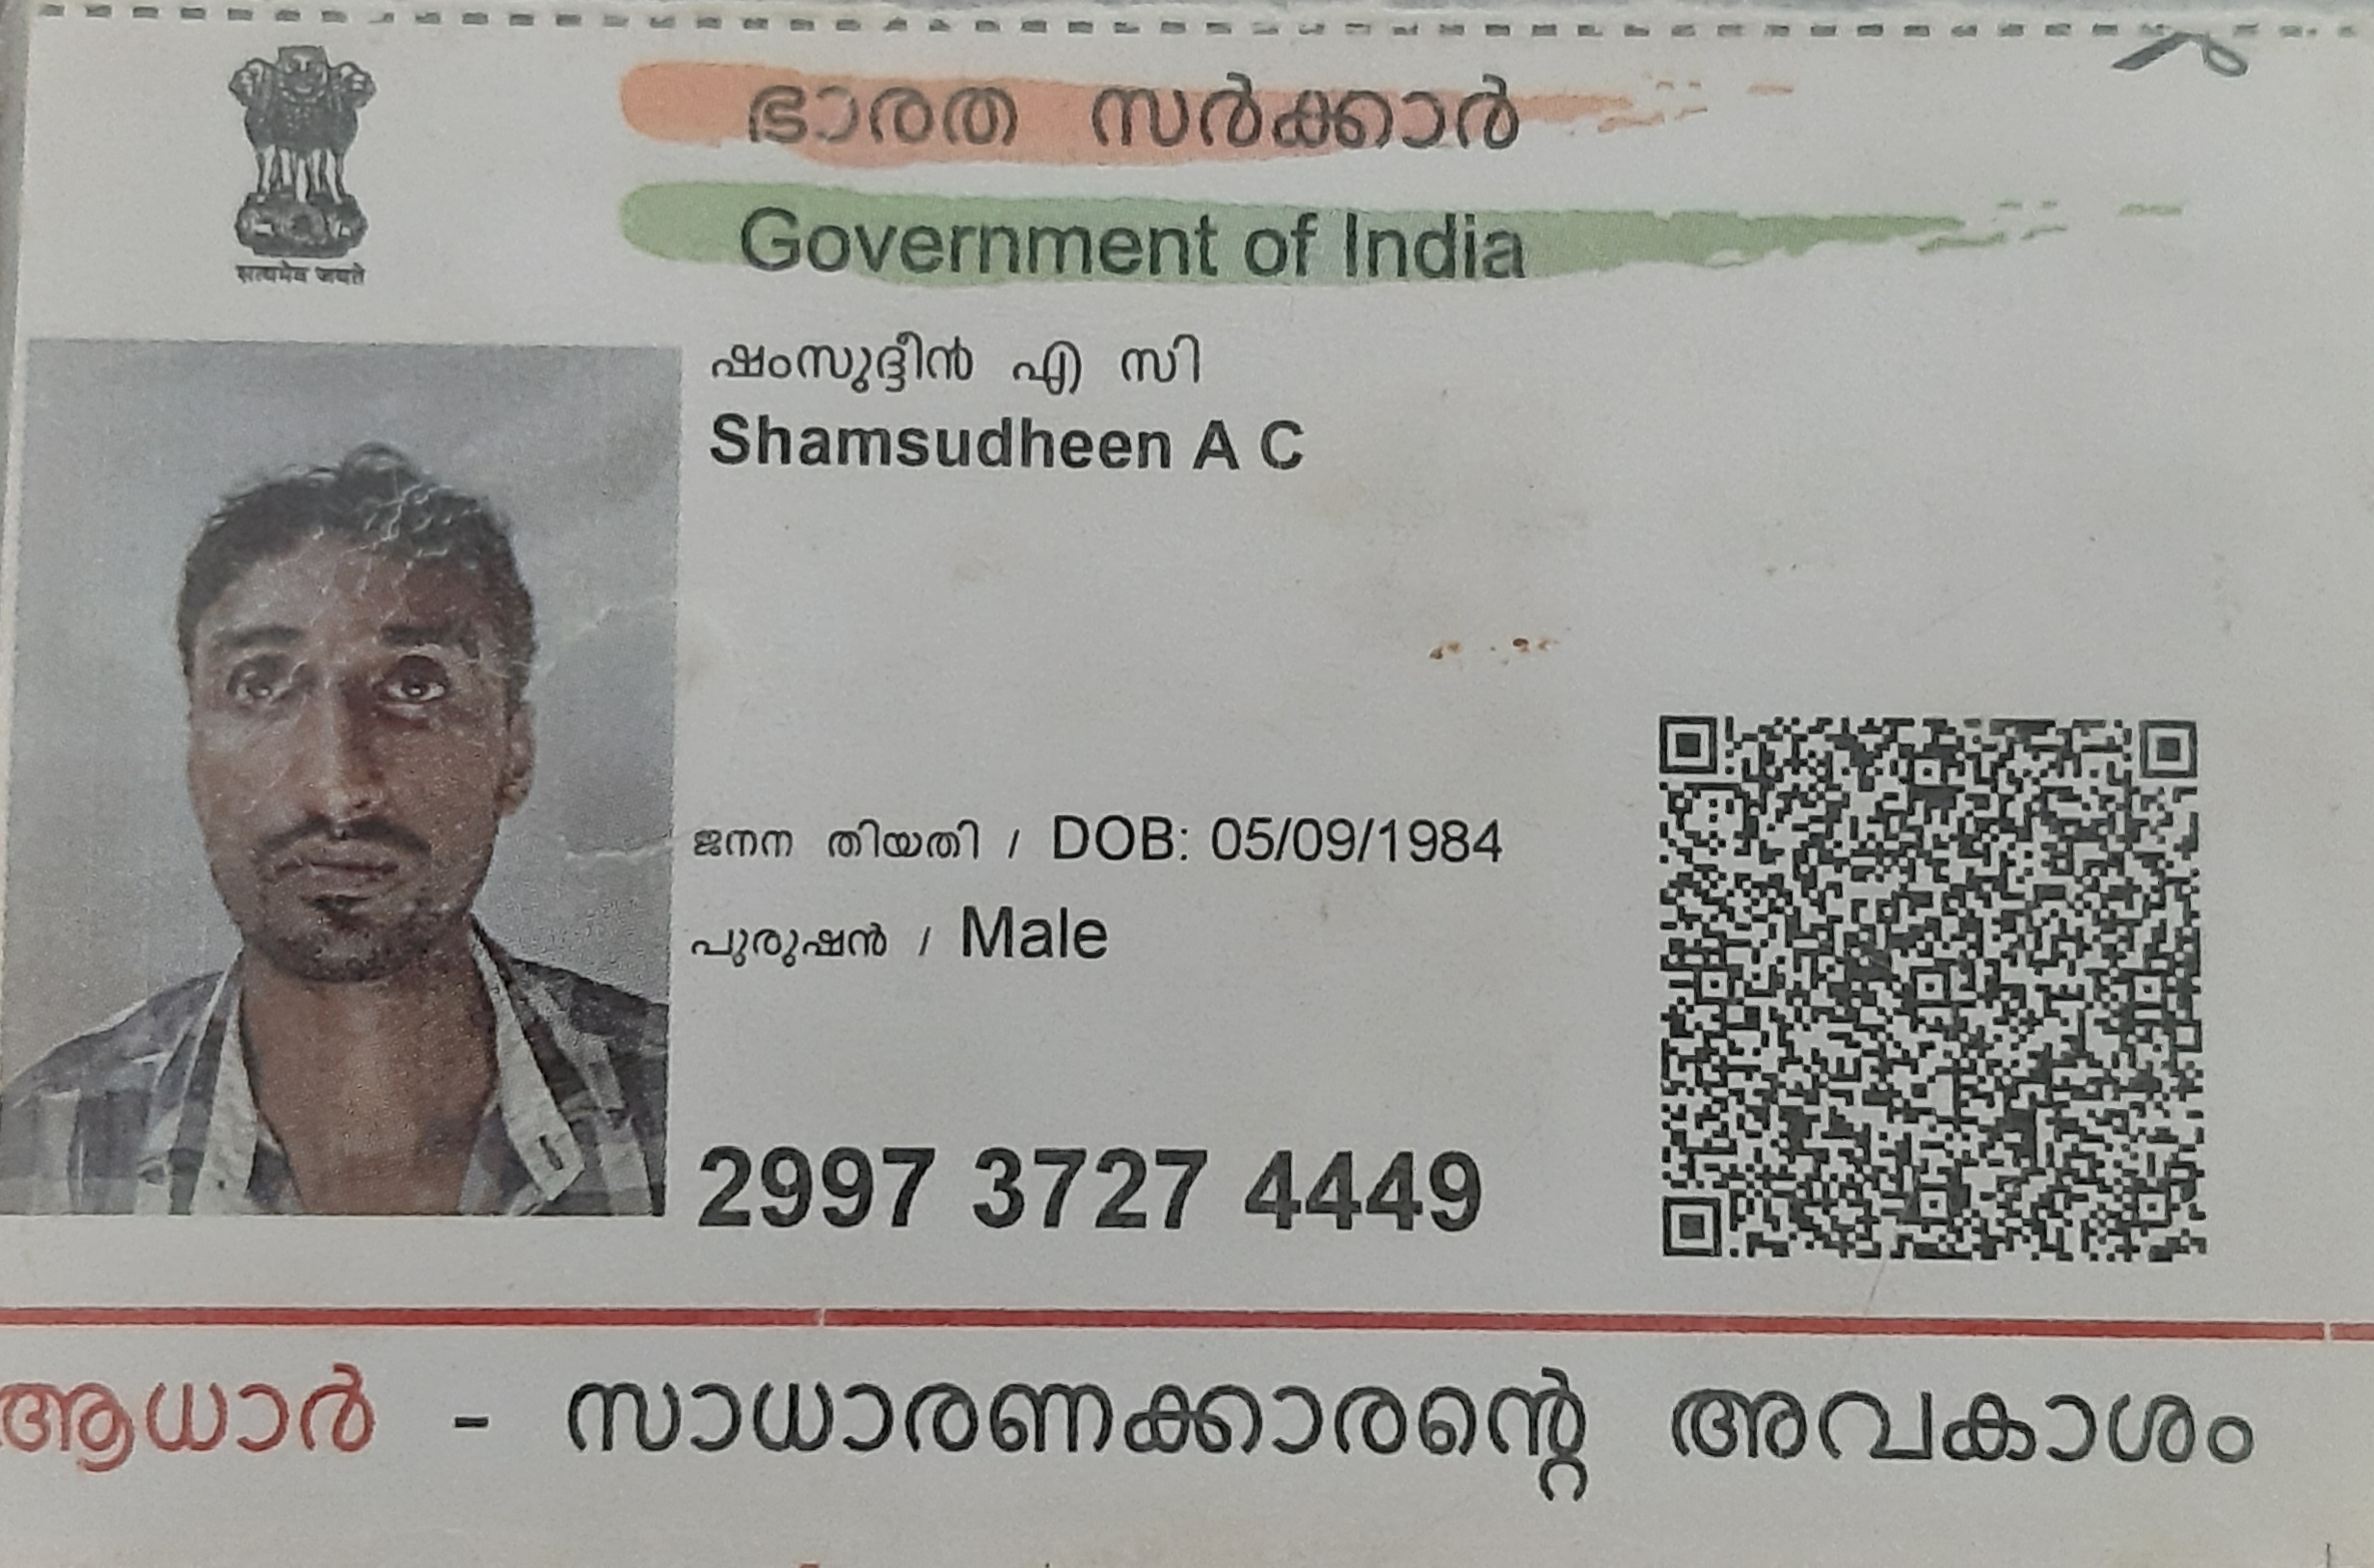 सत्यमेव जयते
ഭാരത സർക്കാർ
Government of India
ഷംസുദ്ദീൻ എ സി
Shamsudheen A C
ജനന തിയതി / DOB: 05/09/1984
പുരുഷൻ / Male
2997 3727 4449
ആധാർ - സാധാരണക്കാരന്റെ അവകാശം